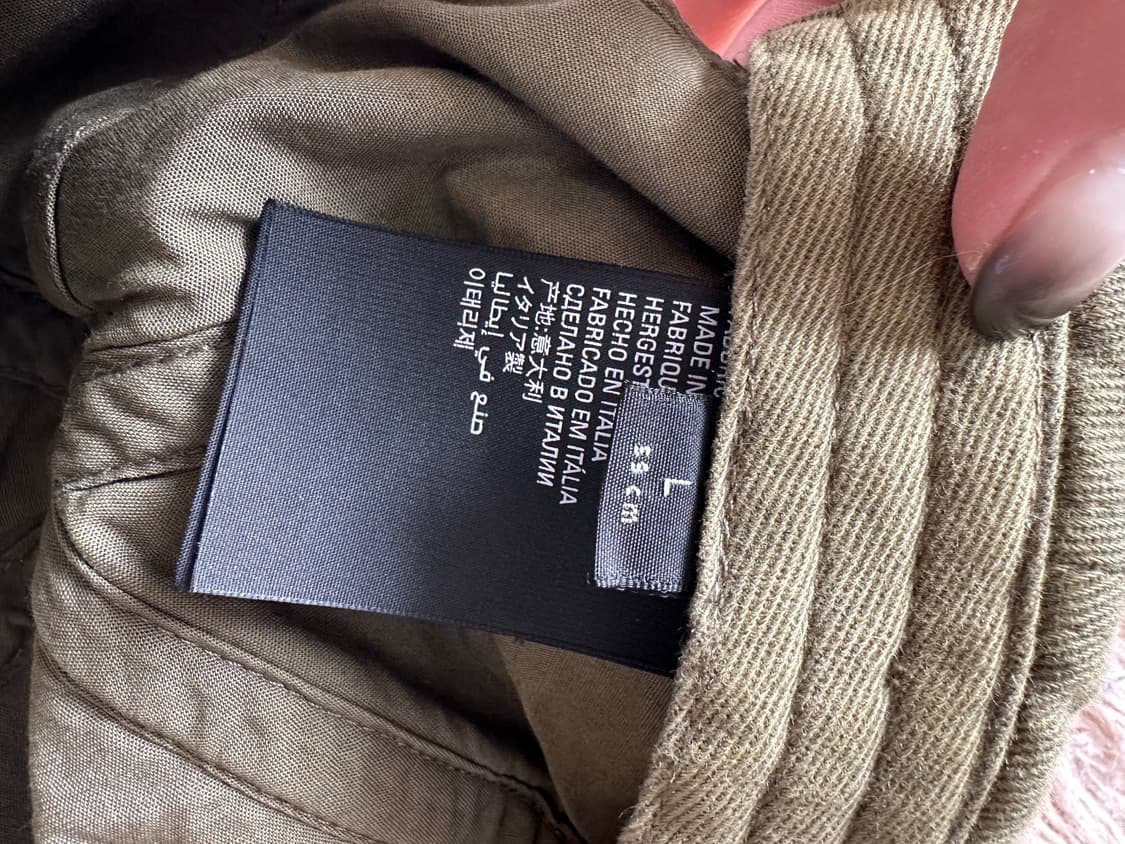 MADE IN
FABRIQU
HERGEST
HECHO EN ITALIA
FABRICADO EM ITÁLIA
СДЕЛАНО В ИТАЛИИ
产地:意大利
イタリア製
صنع في إيطاليا
이태리제
L
cm